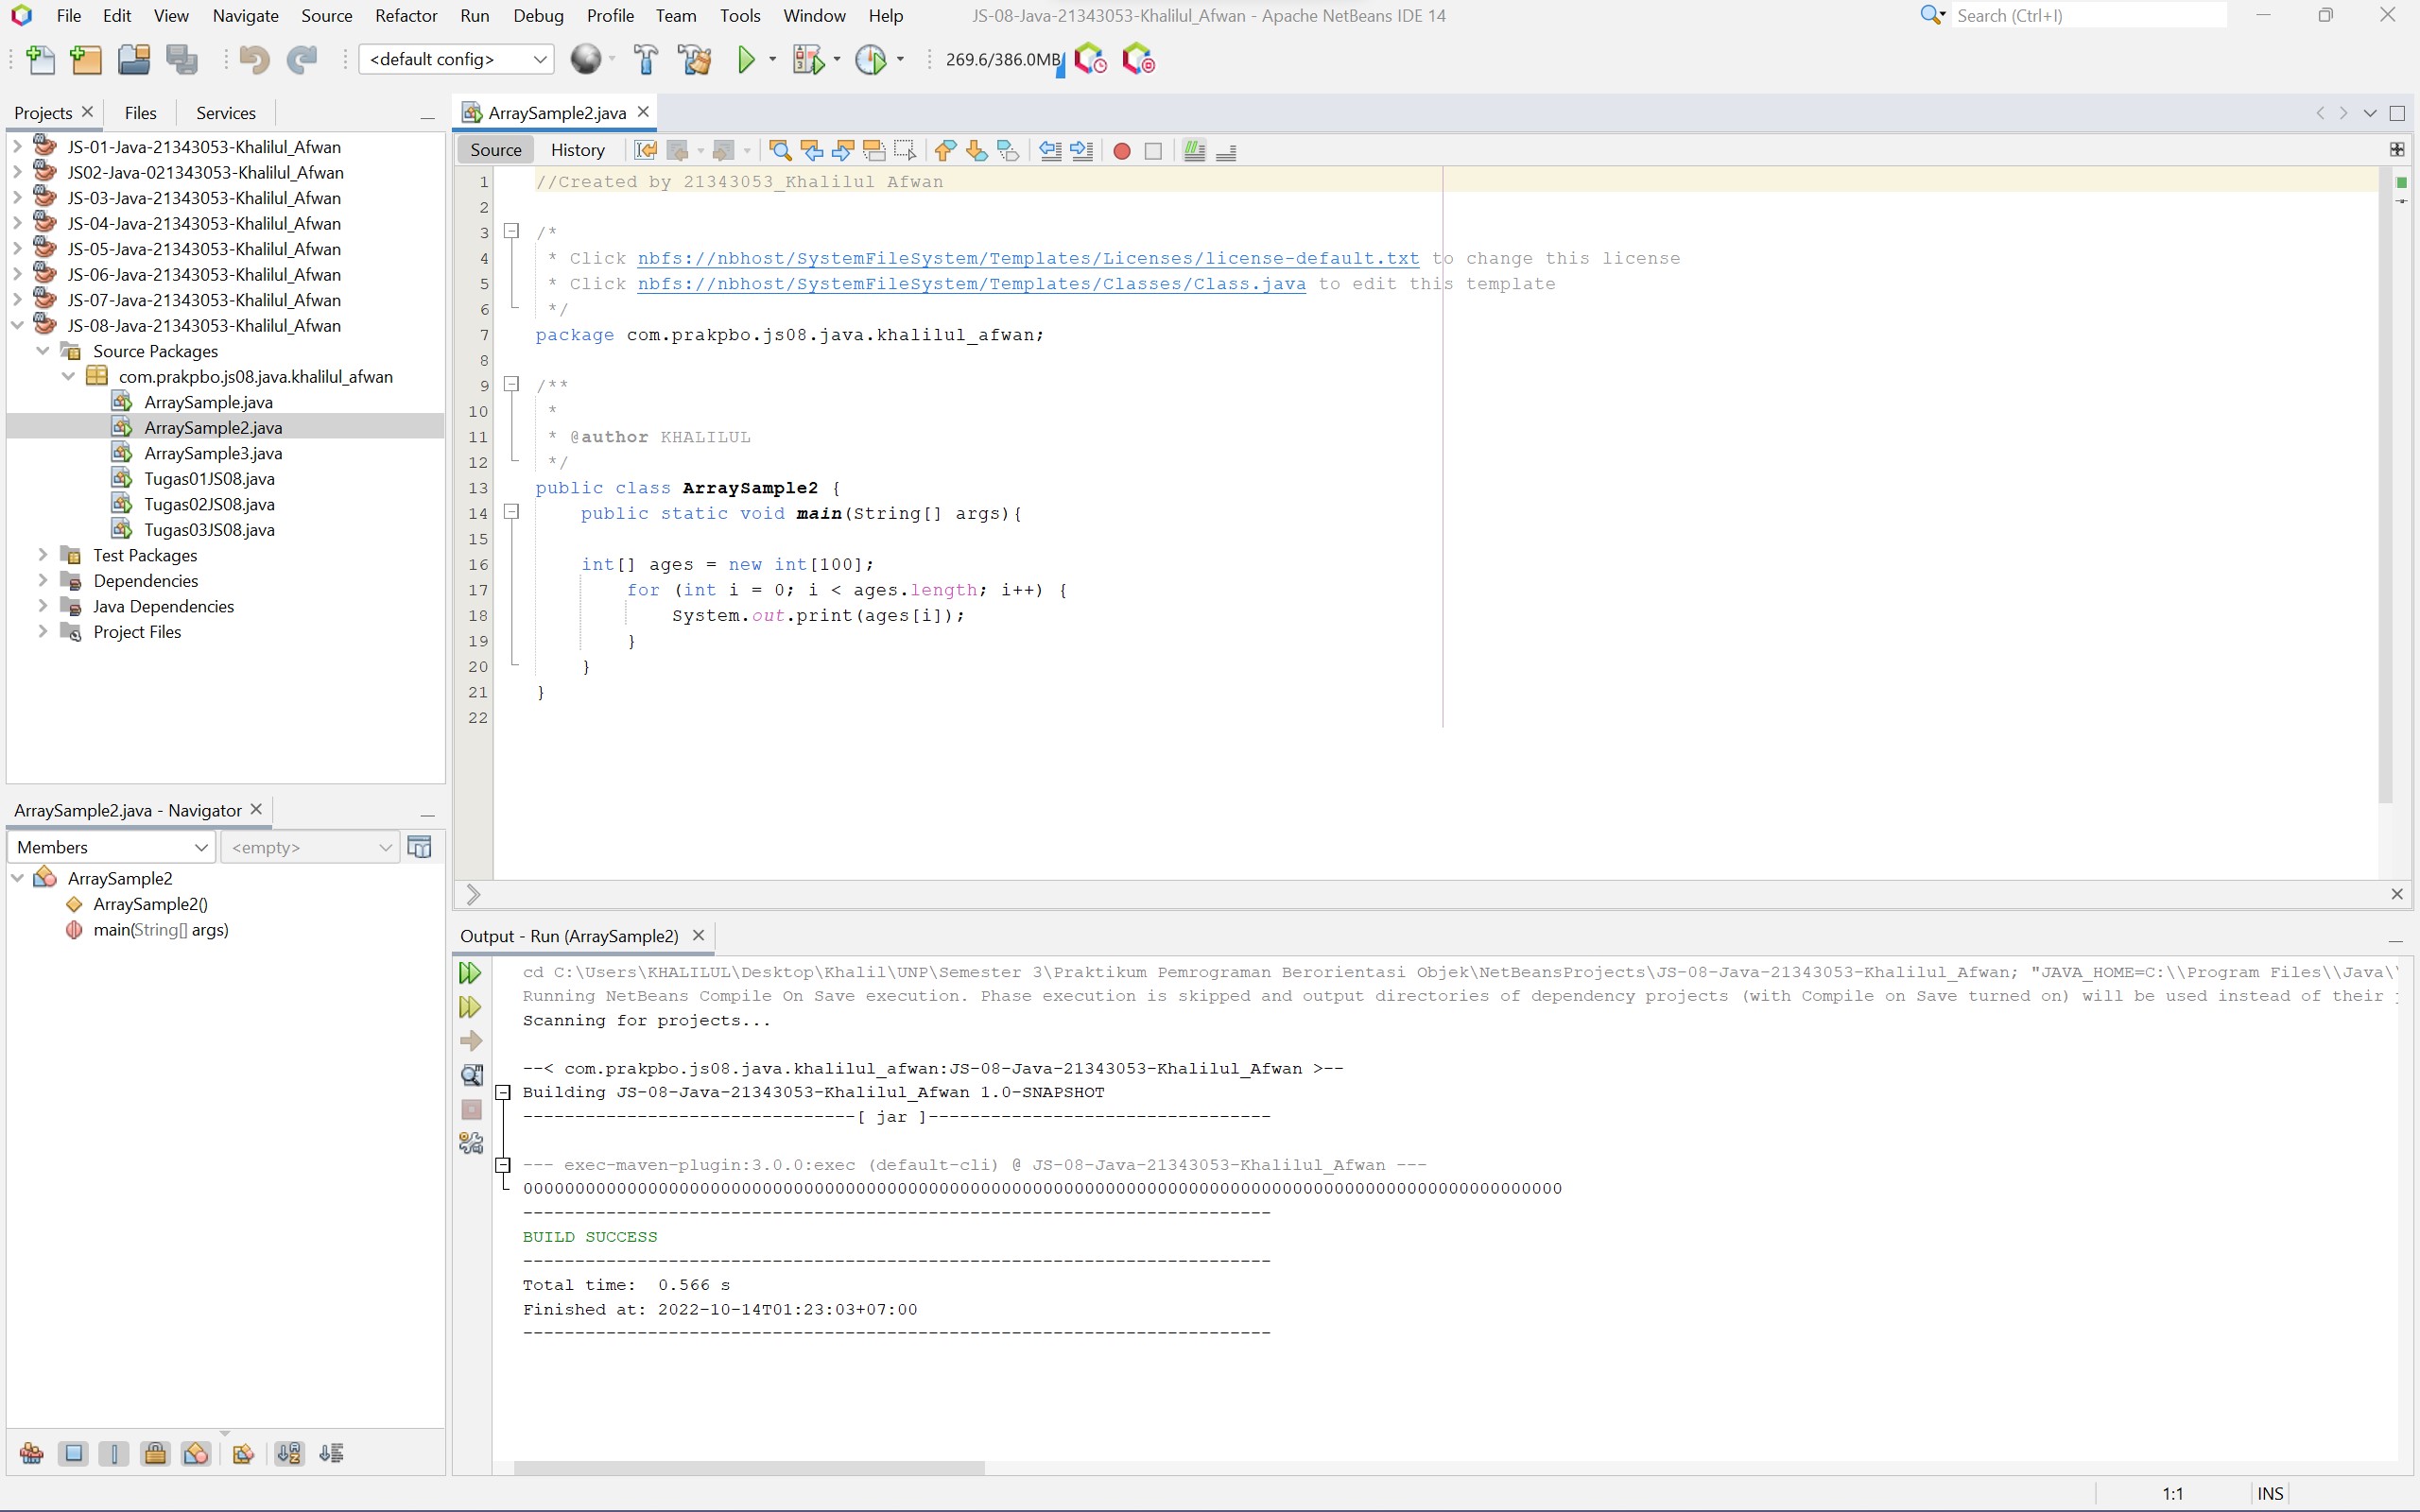 File Edit View Navigate Source Refactor Run Debug Profile Team Tools Window Help JS-08-Java-21343053-Khalilul_Afwan - Apache NetBeans IDE 14 Search (Ctrl+I)
<default config> 269.6/386.0MB
Projects Files Services
JS-01-Java-21343053-Khalilul_Afwan
JS02-Java-021343053-Khalilul_Afwan
JS-03-Java-21343053-Khalilul_Afwan
JS-04-Java-21343053-Khalilul_Afwan
JS-05-Java-21343053-Khalilul_Afwan
JS-06-Java-21343053-Khalilul_Afwan
JS-07-Java-21343053-Khalilul_Afwan
JS-08-Java-21343053-Khalilul_Afwan
Source Packages
com.prakpbo.js08.java.khalilul_afwan
ArraySample.java
ArraySample2.java
ArraySample3.java
Tugas01JS08.java
Tugas02JS08.java
Tugas03JS08.java
Test Packages
Dependencies
Java Dependencies
Project Files
ArraySample2.java - Navigator
Members <empty>
ArraySample2
ArraySample2()
main(String[] args)
ArraySample2.java
Source History
1 //Created by 21343053_Khalilul Afwan
2
3 /*
4 * Click nbfs://nbhost/SystemFileSystem/Templates/Licenses/license-default.txt to change this license
5 * Click nbfs://nbhost/SystemFileSystem/Templates/Classes/Class.java to edit this template
6 */
7 package com.prakpbo.js08.java.khalilul_afwan;
8
9 /**
10 *
11 * @author KHALILUL
12 */
13 public class ArraySample2 {
14 public static void main(String[] args){
15
16 int[] ages = new int[100];
17 for (int i = 0; i < ages.length; i++) {
18 System.out.print(ages[i]);
19 }
20 }
21 }
22
Output - Run (ArraySample2)
cd C:\Users\KHALILUL\Desktop\Khalil\UNP\Semester 3\Praktikum Pemrograman Berorientasi Objek\NetBeansProjects\JS-08-Java-21343053-Khalilul_Afwan; "JAVA_HOME=C:\\Program Files\\Java\
Running NetBeans Compile On Save execution. Phase execution is skipped and output directories of dependency projects (with Compile on Save turned on) will be used instead of their
Scanning for projects...
--< com.prakpbo.js08.java.khalilul_afwan:JS-08-Java-21343053-Khalilul_Afwan >--
Building JS-08-Java-21343053-Khalilul_Afwan 1.0-SNAPSHOT
--------------------------------[ jar ]---------------------------------
--- exec-maven-plugin:3.0.0:exec (default-cli) @ JS-08-Java-21343053-Khalilul_Afwan ---
0000000000000000000000000000000000000000000000000000000000000000000000000000000000000000000000000000
------------------------------------------------------------------------
BUILD SUCCESS
------------------------------------------------------------------------
Total time: 0.566 s
Finished at: 2022-10-14T01:23:03+07:00
------------------------------------------------------------------------
1:1 INS